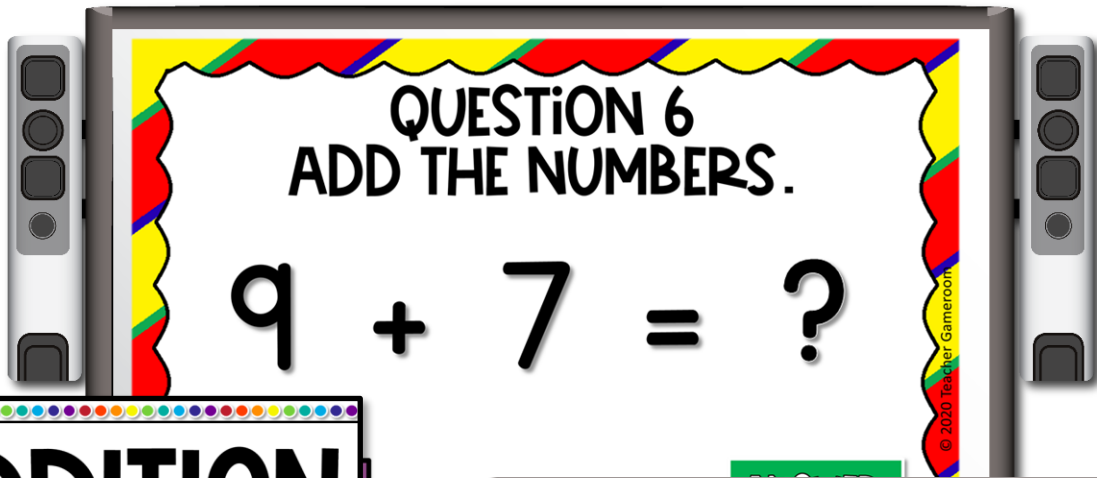 QUESTION 6
ADD THE NUMBERS.
9 + 7 = ?
© 2020 Teacher Gameroom